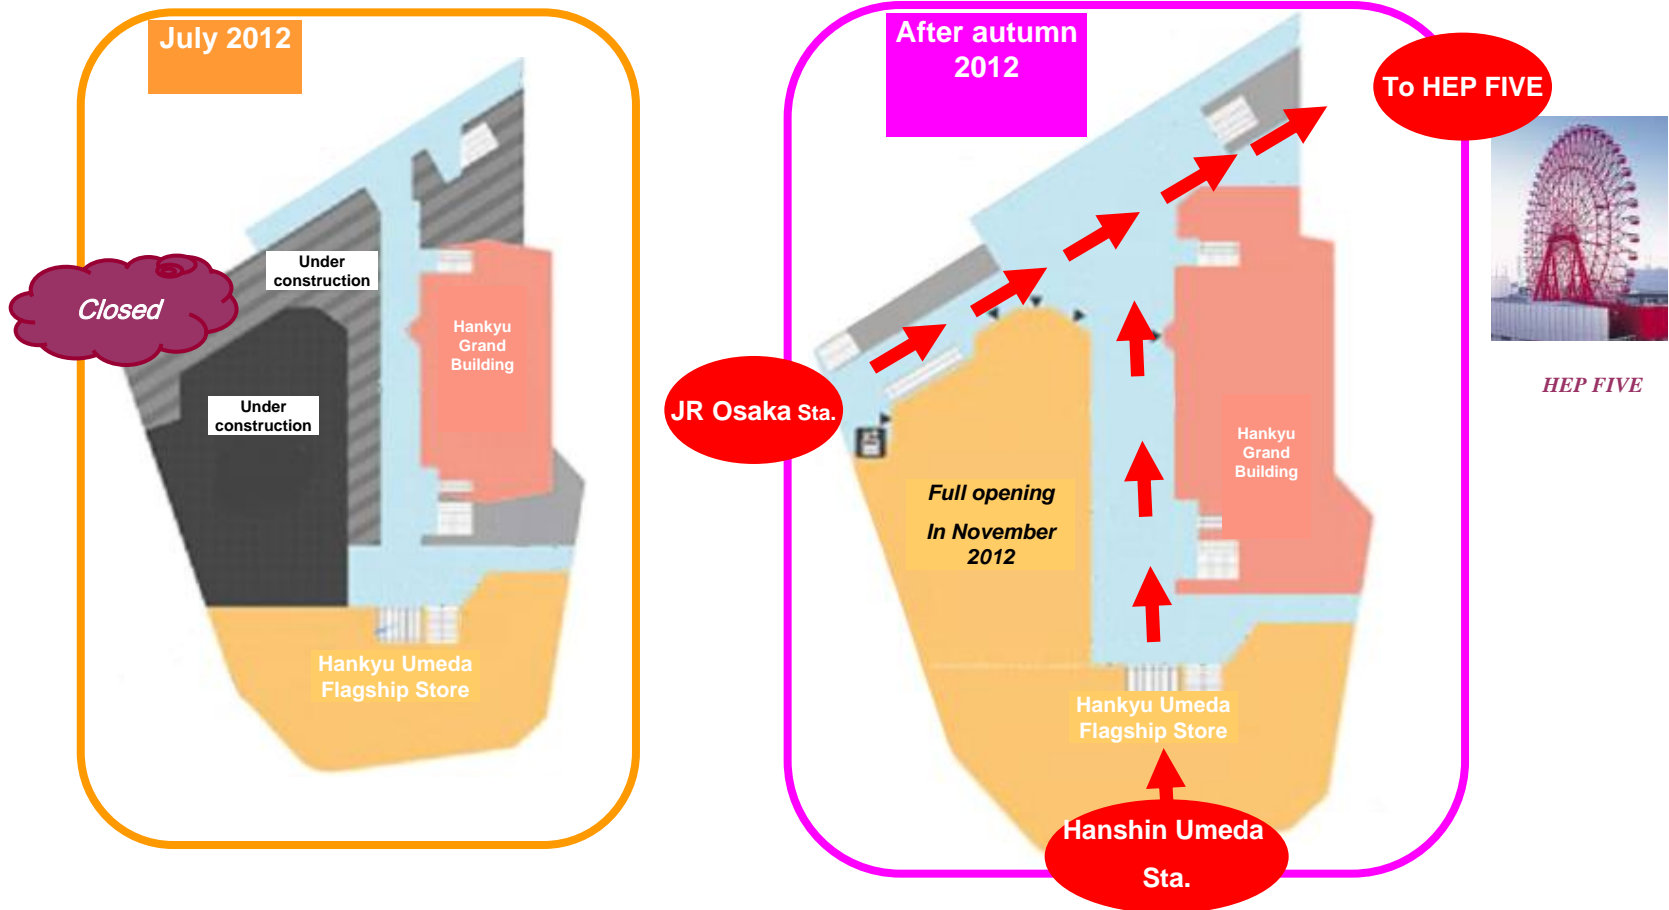 July 2012
Under
construction
Closed
Hankyu
Grand
Building
Under
construction
Hankyu Umeda
Flagship Store
After autumn
2012
To HEP FIVE
HEP FIVE
JR Osaka Sta.
Hankyu
Grand
Building
Full opening
In November
2012
Hankyu Umeda
Flagship Store
Hanshin Umeda
Sta.